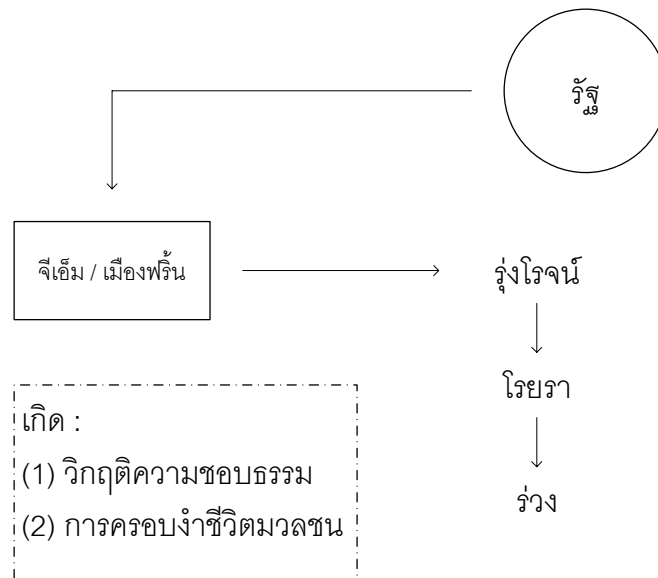 รัฐ
จีเอ็ม / เมืองฟริ้น
รุ่งโรจน์
โรยรา
ร่วง
เกิด :
(1) วิกฤติความชอบธรรม
(2) การครอบงำชีวิตมวลชน